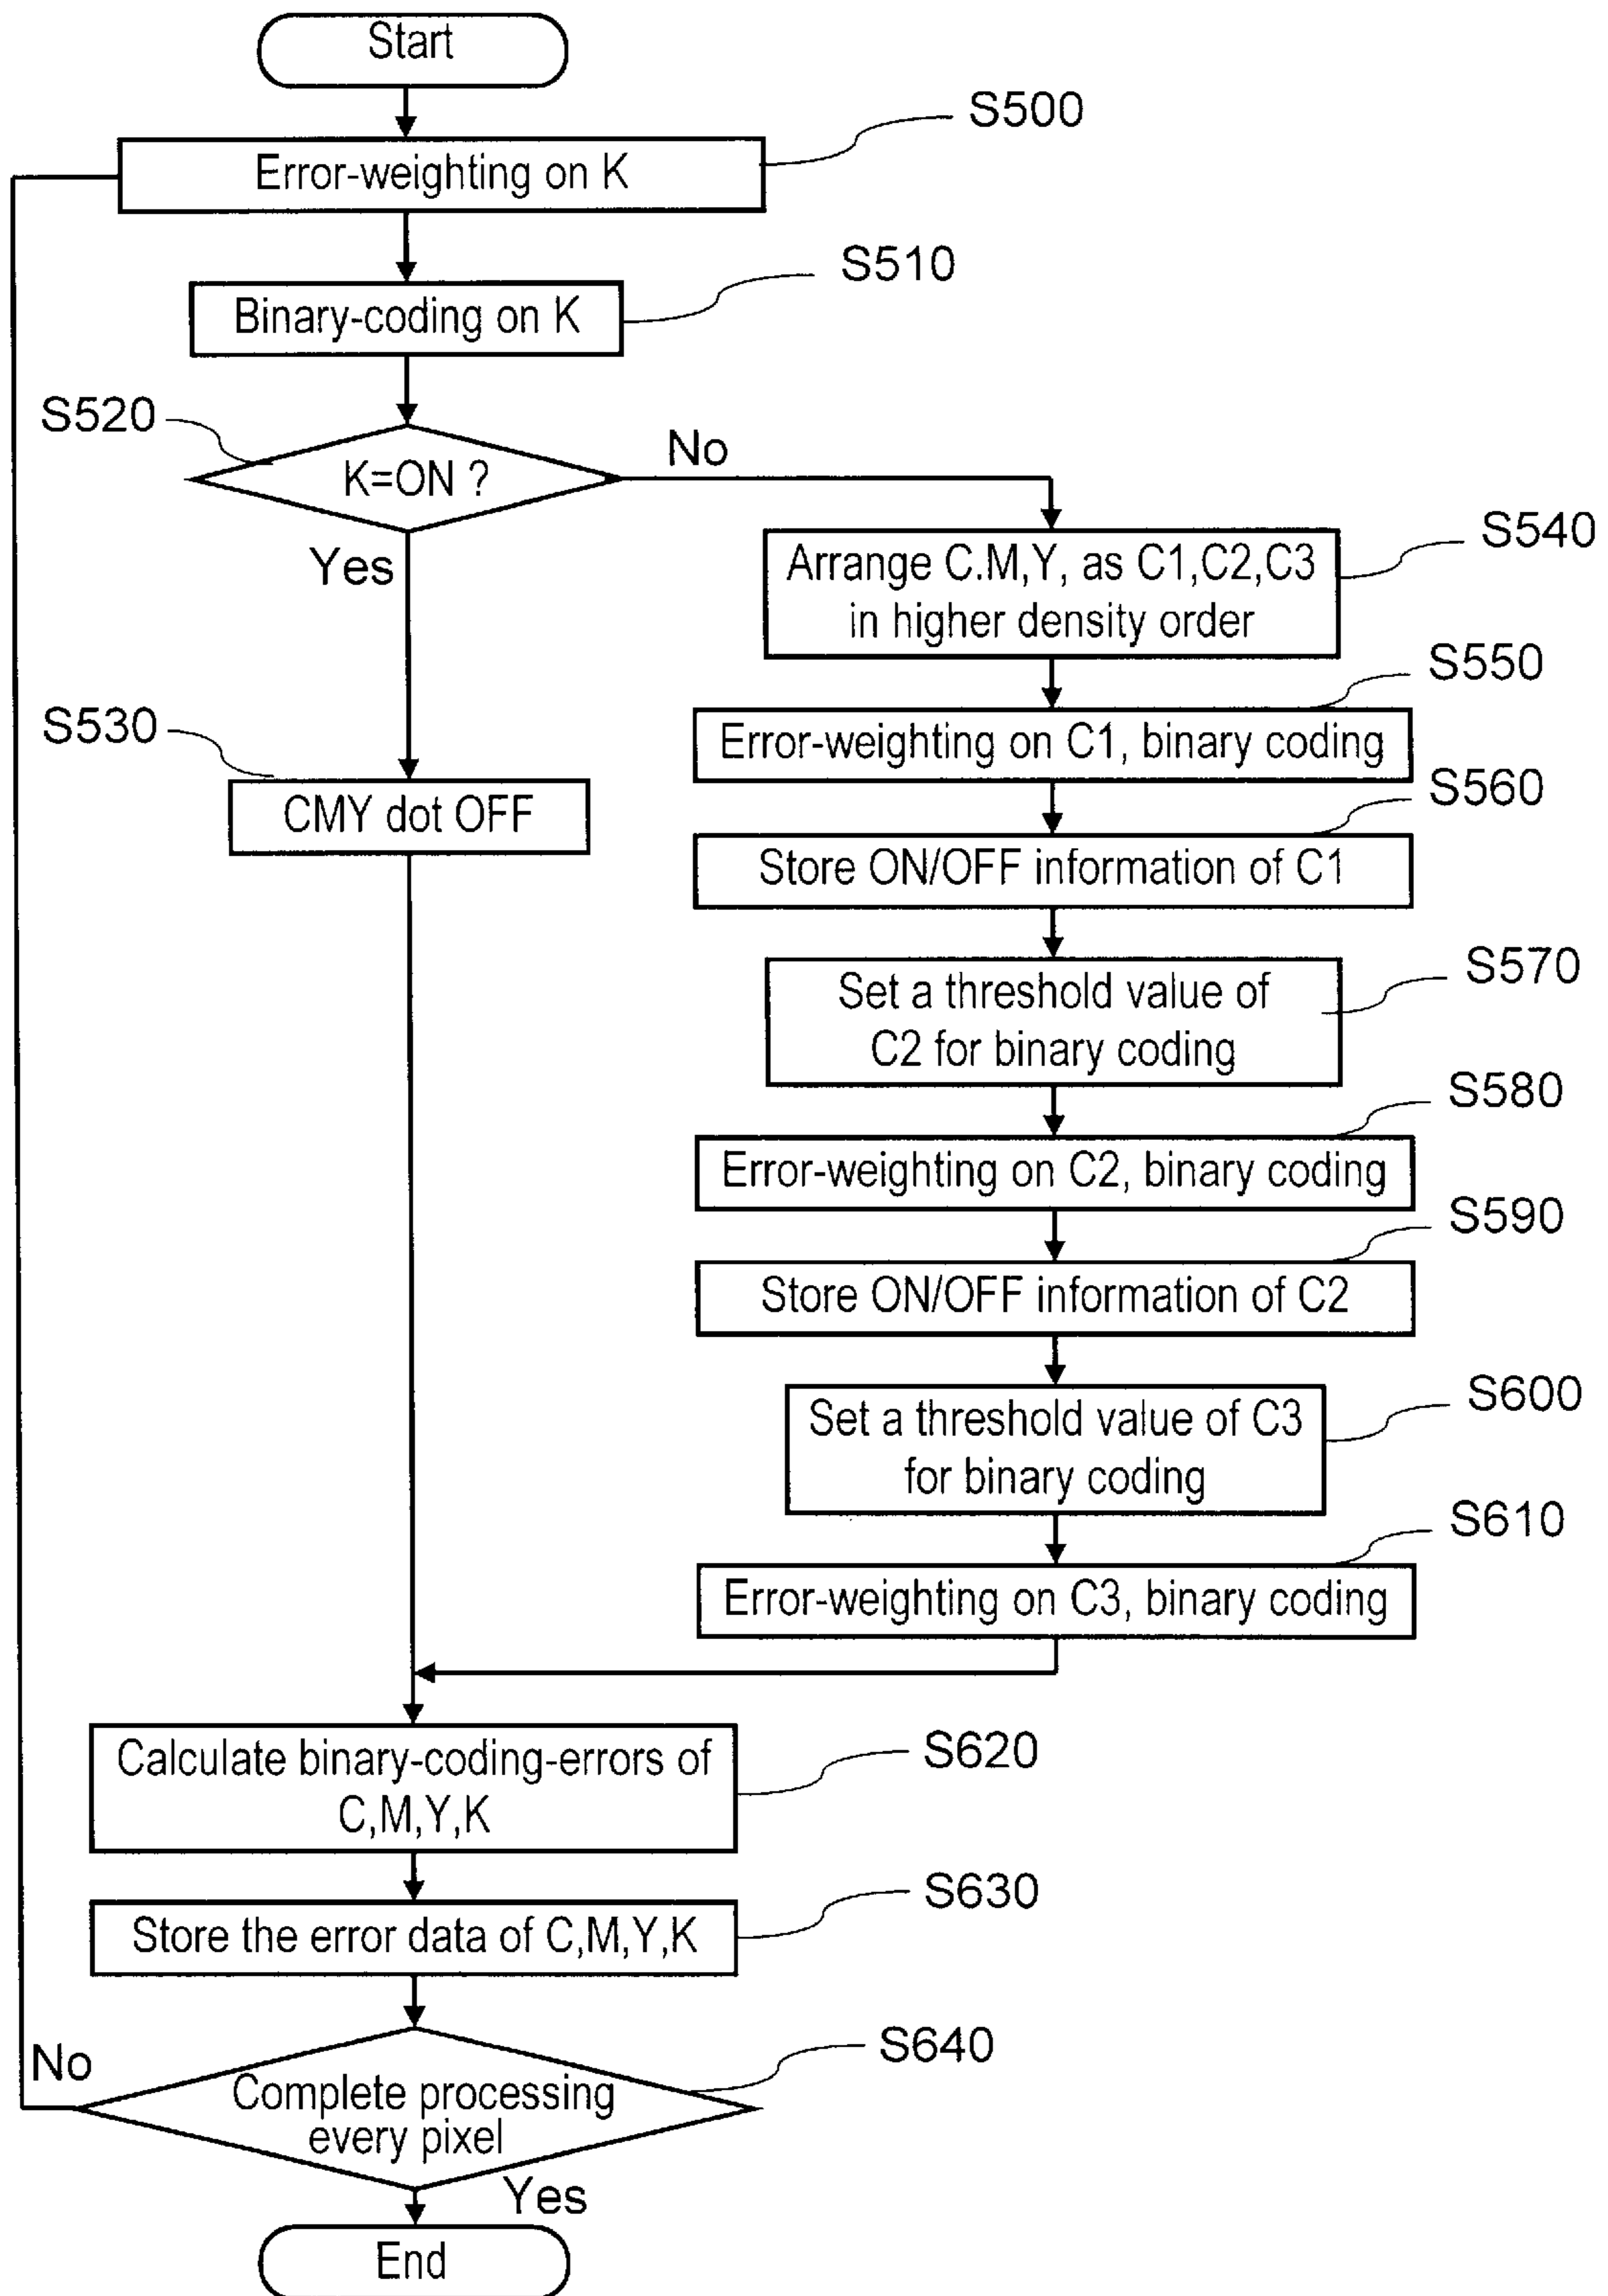 Start
S500
Error-weighting on K
S510
Binary-coding on K
S520
K=ON ?
No
Yes
S540
Arrange C.M,Y, as C1,C2,C3
in higher density order
S550
Error-weighting on C1, binary coding
S530
CMY dot OFF
S560
Store ON/OFF information of C1
S570
Set a threshold value of
C2 for binary coding
S580
Error-weighting on C2, binary coding
S590
Store ON/OFF information of C2
S600
Set a threshold value of C3
for binary coding
S610
Error-weighting on C3, binary coding
S620
Calculate binary-coding-errors of
C,M,Y,K
S630
Store the error data of C,M,Y,K
S640
No
Complete processing
every pixel
Yes
End